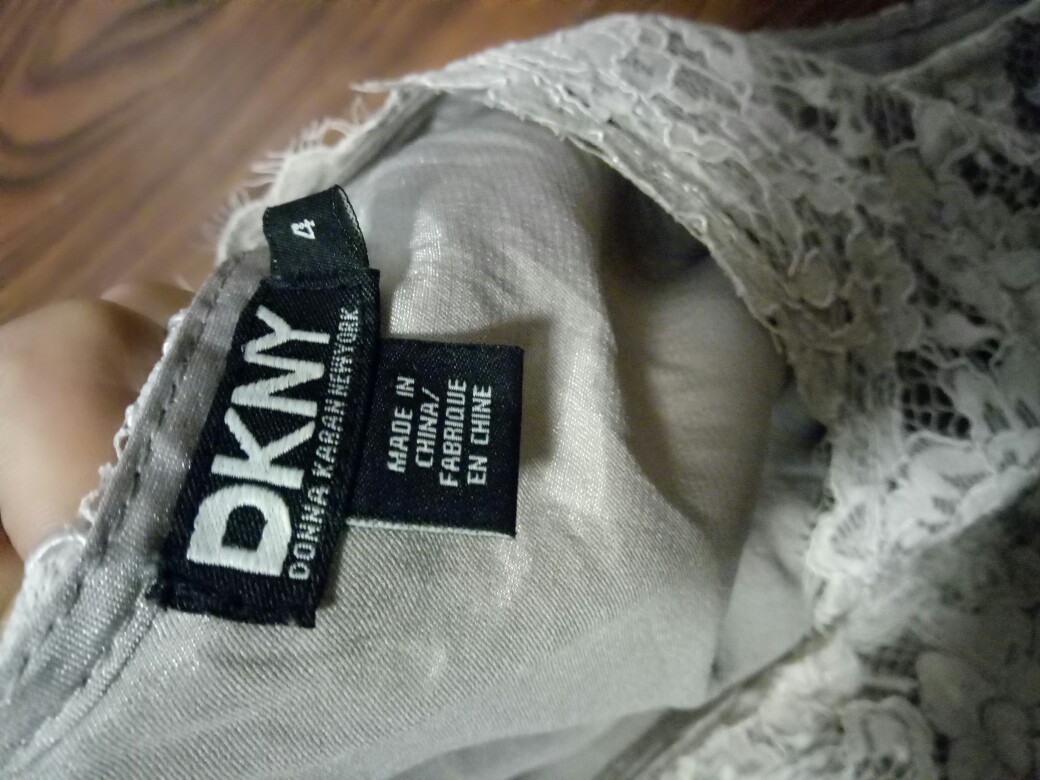 4
DKNY
DONNA KARAN NEW YORK
MADE IN
CHINA/
FABRIQUE
EN CHINE